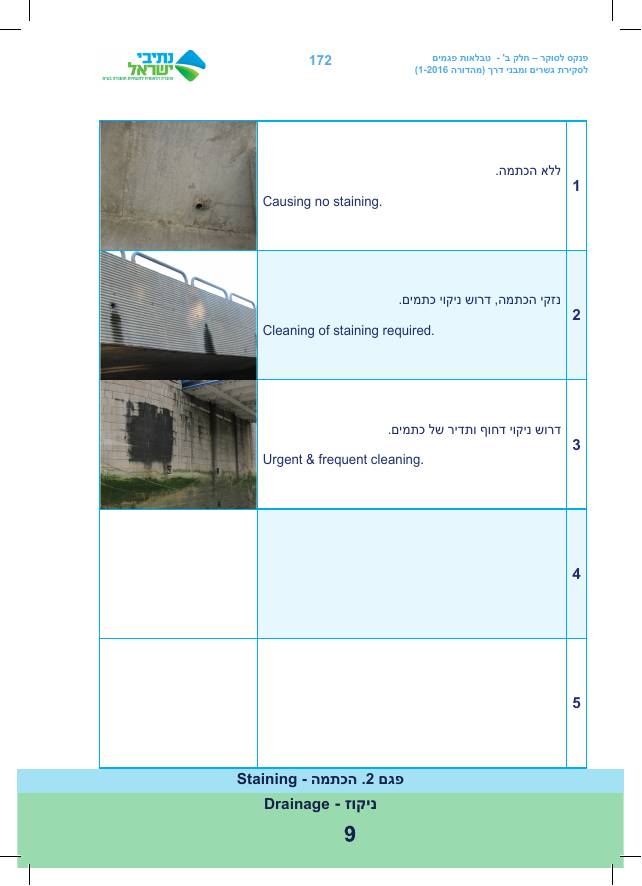 נתיבי
ישראל
172
פנקס לסוקר – חלק ב' - טבלאות פגמים
לסקירת גשרים ומבני דרך (מהדורה 1-2016)
1
ללא הכתמה.
Causing no staining.
2
נזקי הכתמה, דרוש ניקוי כתמים.
Cleaning of staining required.
3
דרוש ניקוי דחוף ותדיר של כתמים.
Urgent & frequent cleaning.
4
5
פגם 2. הכתמה - Staining
ניקוז - Drainage
9